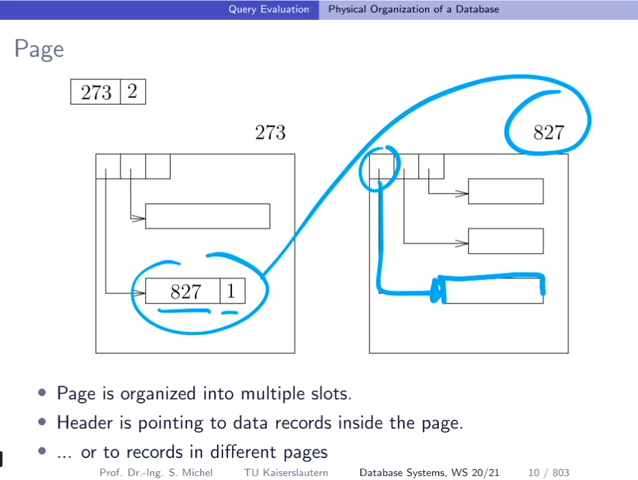 Query Evaluation Physical Organization of a Database
Page
273 2
273
827
827 1
Page is organized into multiple slots.
Header is pointing to data records inside the page.
... or to records in different pages
Prof. Dr.-Ing. S. Michel TU Kaiserslautern Database Systems, WS 20/21 10 / 803